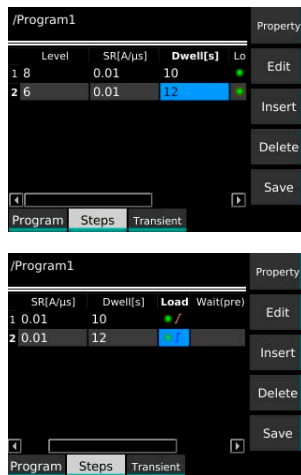 /Program1 Property
Level SR[A/µs] Dwell[s] Lo
1 8 0.01 10
2 6 0.01 12
Edit
Insert
Delete
Save
Program Steps Transient
/Program1 Property
SR[A/µs] Dwell[s] Load Wait(pre)
1 0.01 10
2 0.01 12
Edit
Insert
Delete
Save
Program Steps Transient